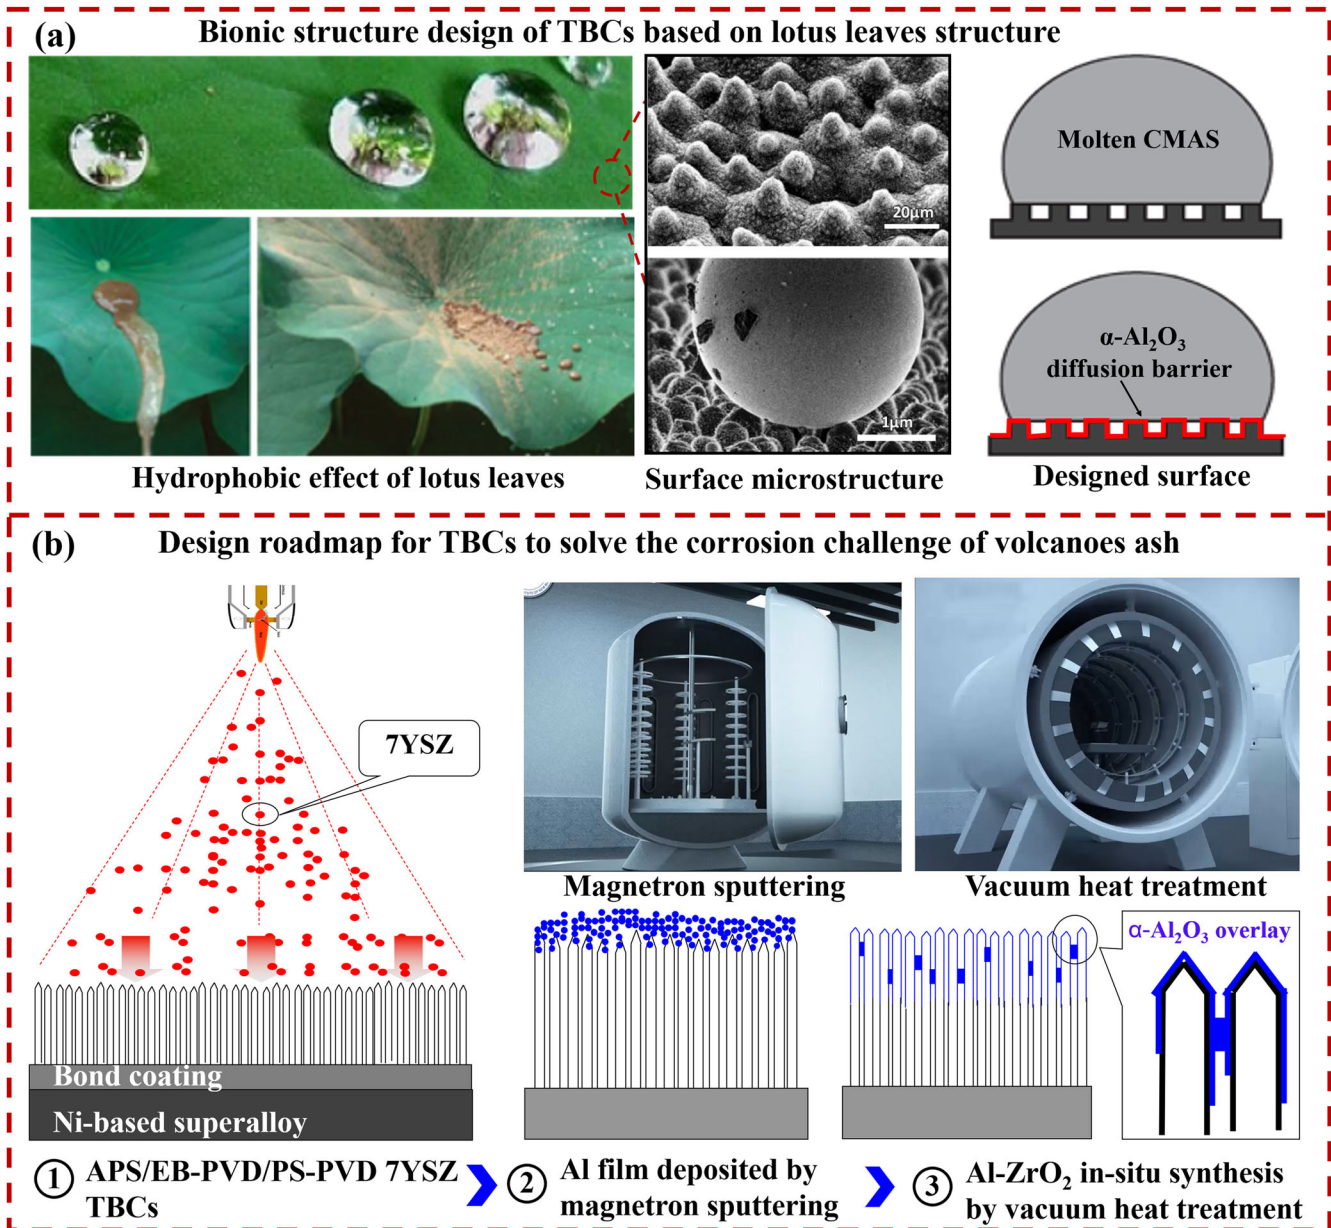 (a)
Bionic structure design of TBCs based on lotus leaves structure
20μm
1μm
Molten CMAS
α-Al₂O₃
diffusion barrier
Hydrophobic effect of lotus leaves
Surface microstructure
Designed surface
(b)
Design roadmap for TBCs to solve the corrosion challenge of volcanoes ash
7YSZ
Magnetron sputtering
Vacuum heat treatment
α-Al₂O₃ overlay
Bond coating
Ni-based superalloy
① APS/EB-PVD/PS-PVD 7YSZ
TBCs
② Al film deposited by
magnetron sputtering
③ Al-ZrO₂ in-situ synthesis
by vacuum heat treatment